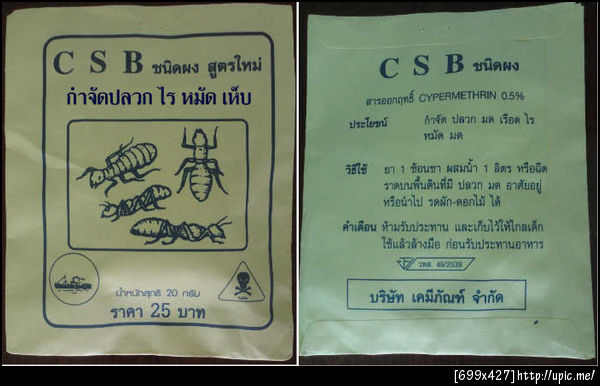 C S B ชนิดผง สูตรใหม่
กำจัดปลวก ไร หมัด เห็บ
น้ำหนักสุทธิ 20 กรัม
ราคา 25 บาท
C S B ชนิดผง
สารออกฤทธิ์ CYPERMETHRIN 0.5%
ประโยชน์ กำจัด ปลวก มด เรือด ไร
หมัด มด
วิธีใช้ ยา 1 ช้อนชา ผสมน้ำ 1 ลิตร หรือฉีด
ราดบนพื้นดินที่มี ปลวก มด อาศัยอยู่
หรือนำไป รดผัก-ดอกไม้ ได้
คำเตือน ห้ามรับประทาน และเก็บไว้ให้ไกลเด็ก
ใช้แล้วล้างมือ ก่อนรับประทานอาหาร
วพธ. 49/2539
บริษัท เคมีภัณฑ์ จำกัด
[699x427]http://upic.me/